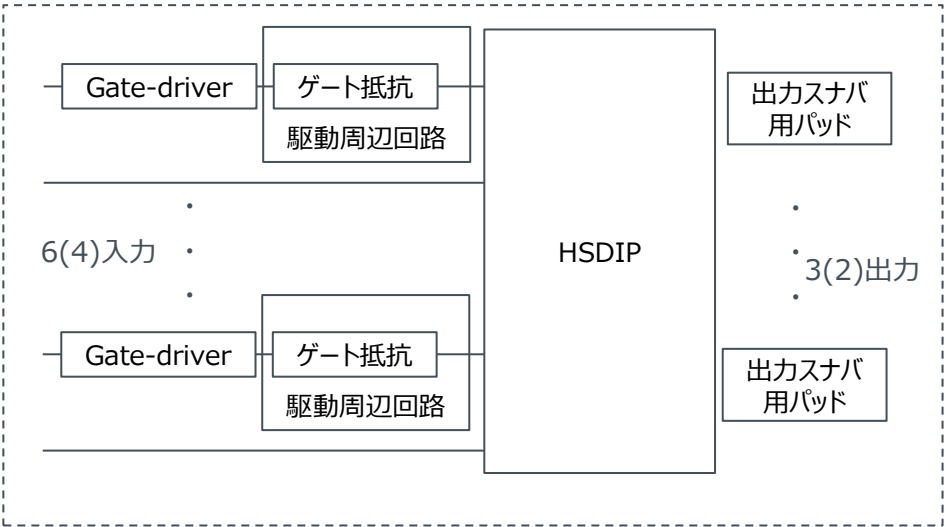 Gate-driver
ゲート抵抗
駆動周辺回路
出力スナバ
用パッド
6(4)入力
HSDIP
3(2)出力
Gate-driver
ゲート抵抗
駆動周辺回路
出力スナバ
用パッド